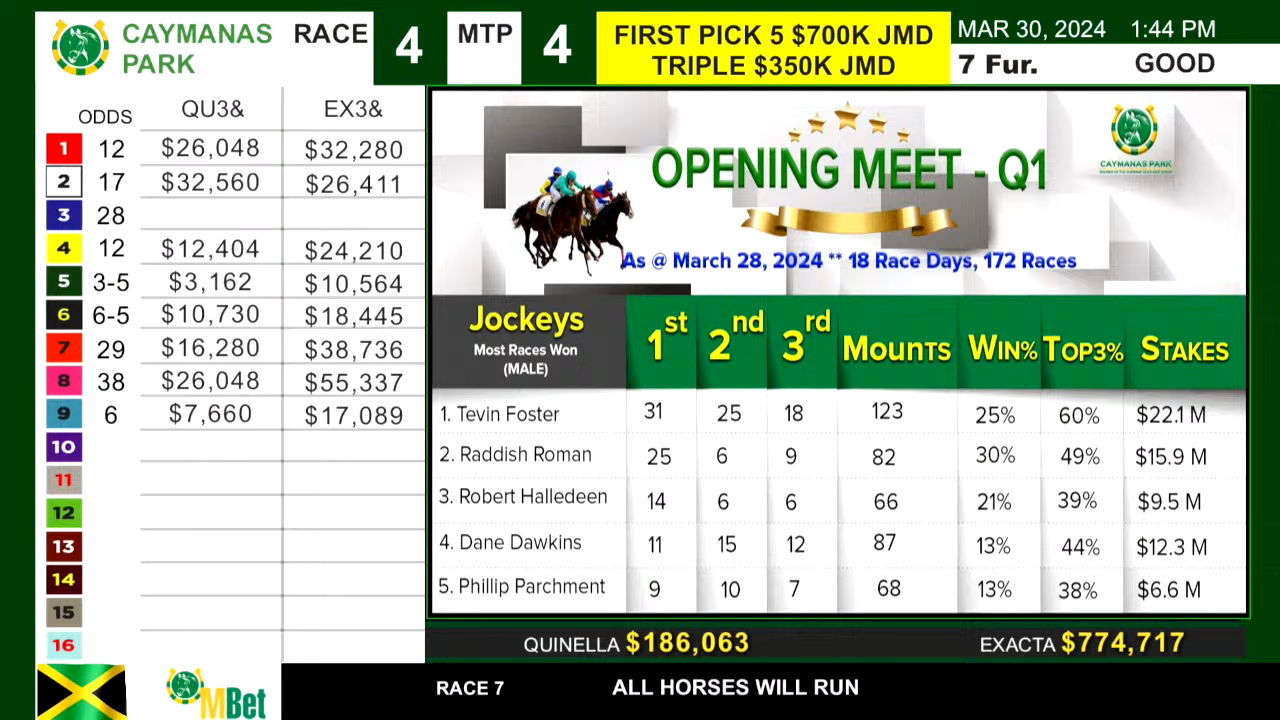 CAYMANAS PARK
RACE 4
MTP 4
FIRST PICK 5 $700K JMD
TRIPLE $350K JMD
MAR 30, 2024 1:44 PM
7 Fur. GOOD
ODDS QU3& EX3&
1 12 $26,048 $32,280
2 17 $32,560 $26,411
3 28
4 12 $12,404 $24,210
5 3-5 $3,162 $10,564
6 6-5 $10,730 $18,445
7 29 $16,280 $38,736
8 38 $26,048 $55,337
9 6 $7,660 $17,089
10
11
12
13
14
15
16
CAYMANAS PARK
OPENING MEET - Q1
As @ March 28, 2024 ** 18 Race Days, 172 Races
Jockeys
Most Races Won
(MALE)
1st 2nd 3rd Mounts Win% Top3% Stakes
1. Tevin Foster 31 25 18 123 25% 60% $22.1 M
2. Raddish Roman 25 6 9 82 30% 49% $15.9 M
3. Robert Halledeen 14 6 6 66 21% 39% $9.5 M
4. Dane Dawkins 11 15 12 87 13% 44% $12.3 M
5. Phillip Parchment 9 10 7 68 13% 38% $6.6 M
QUINELLA $186,063 EXACTA $774,717
MBet
RACE 7 ALL HORSES WILL RUN